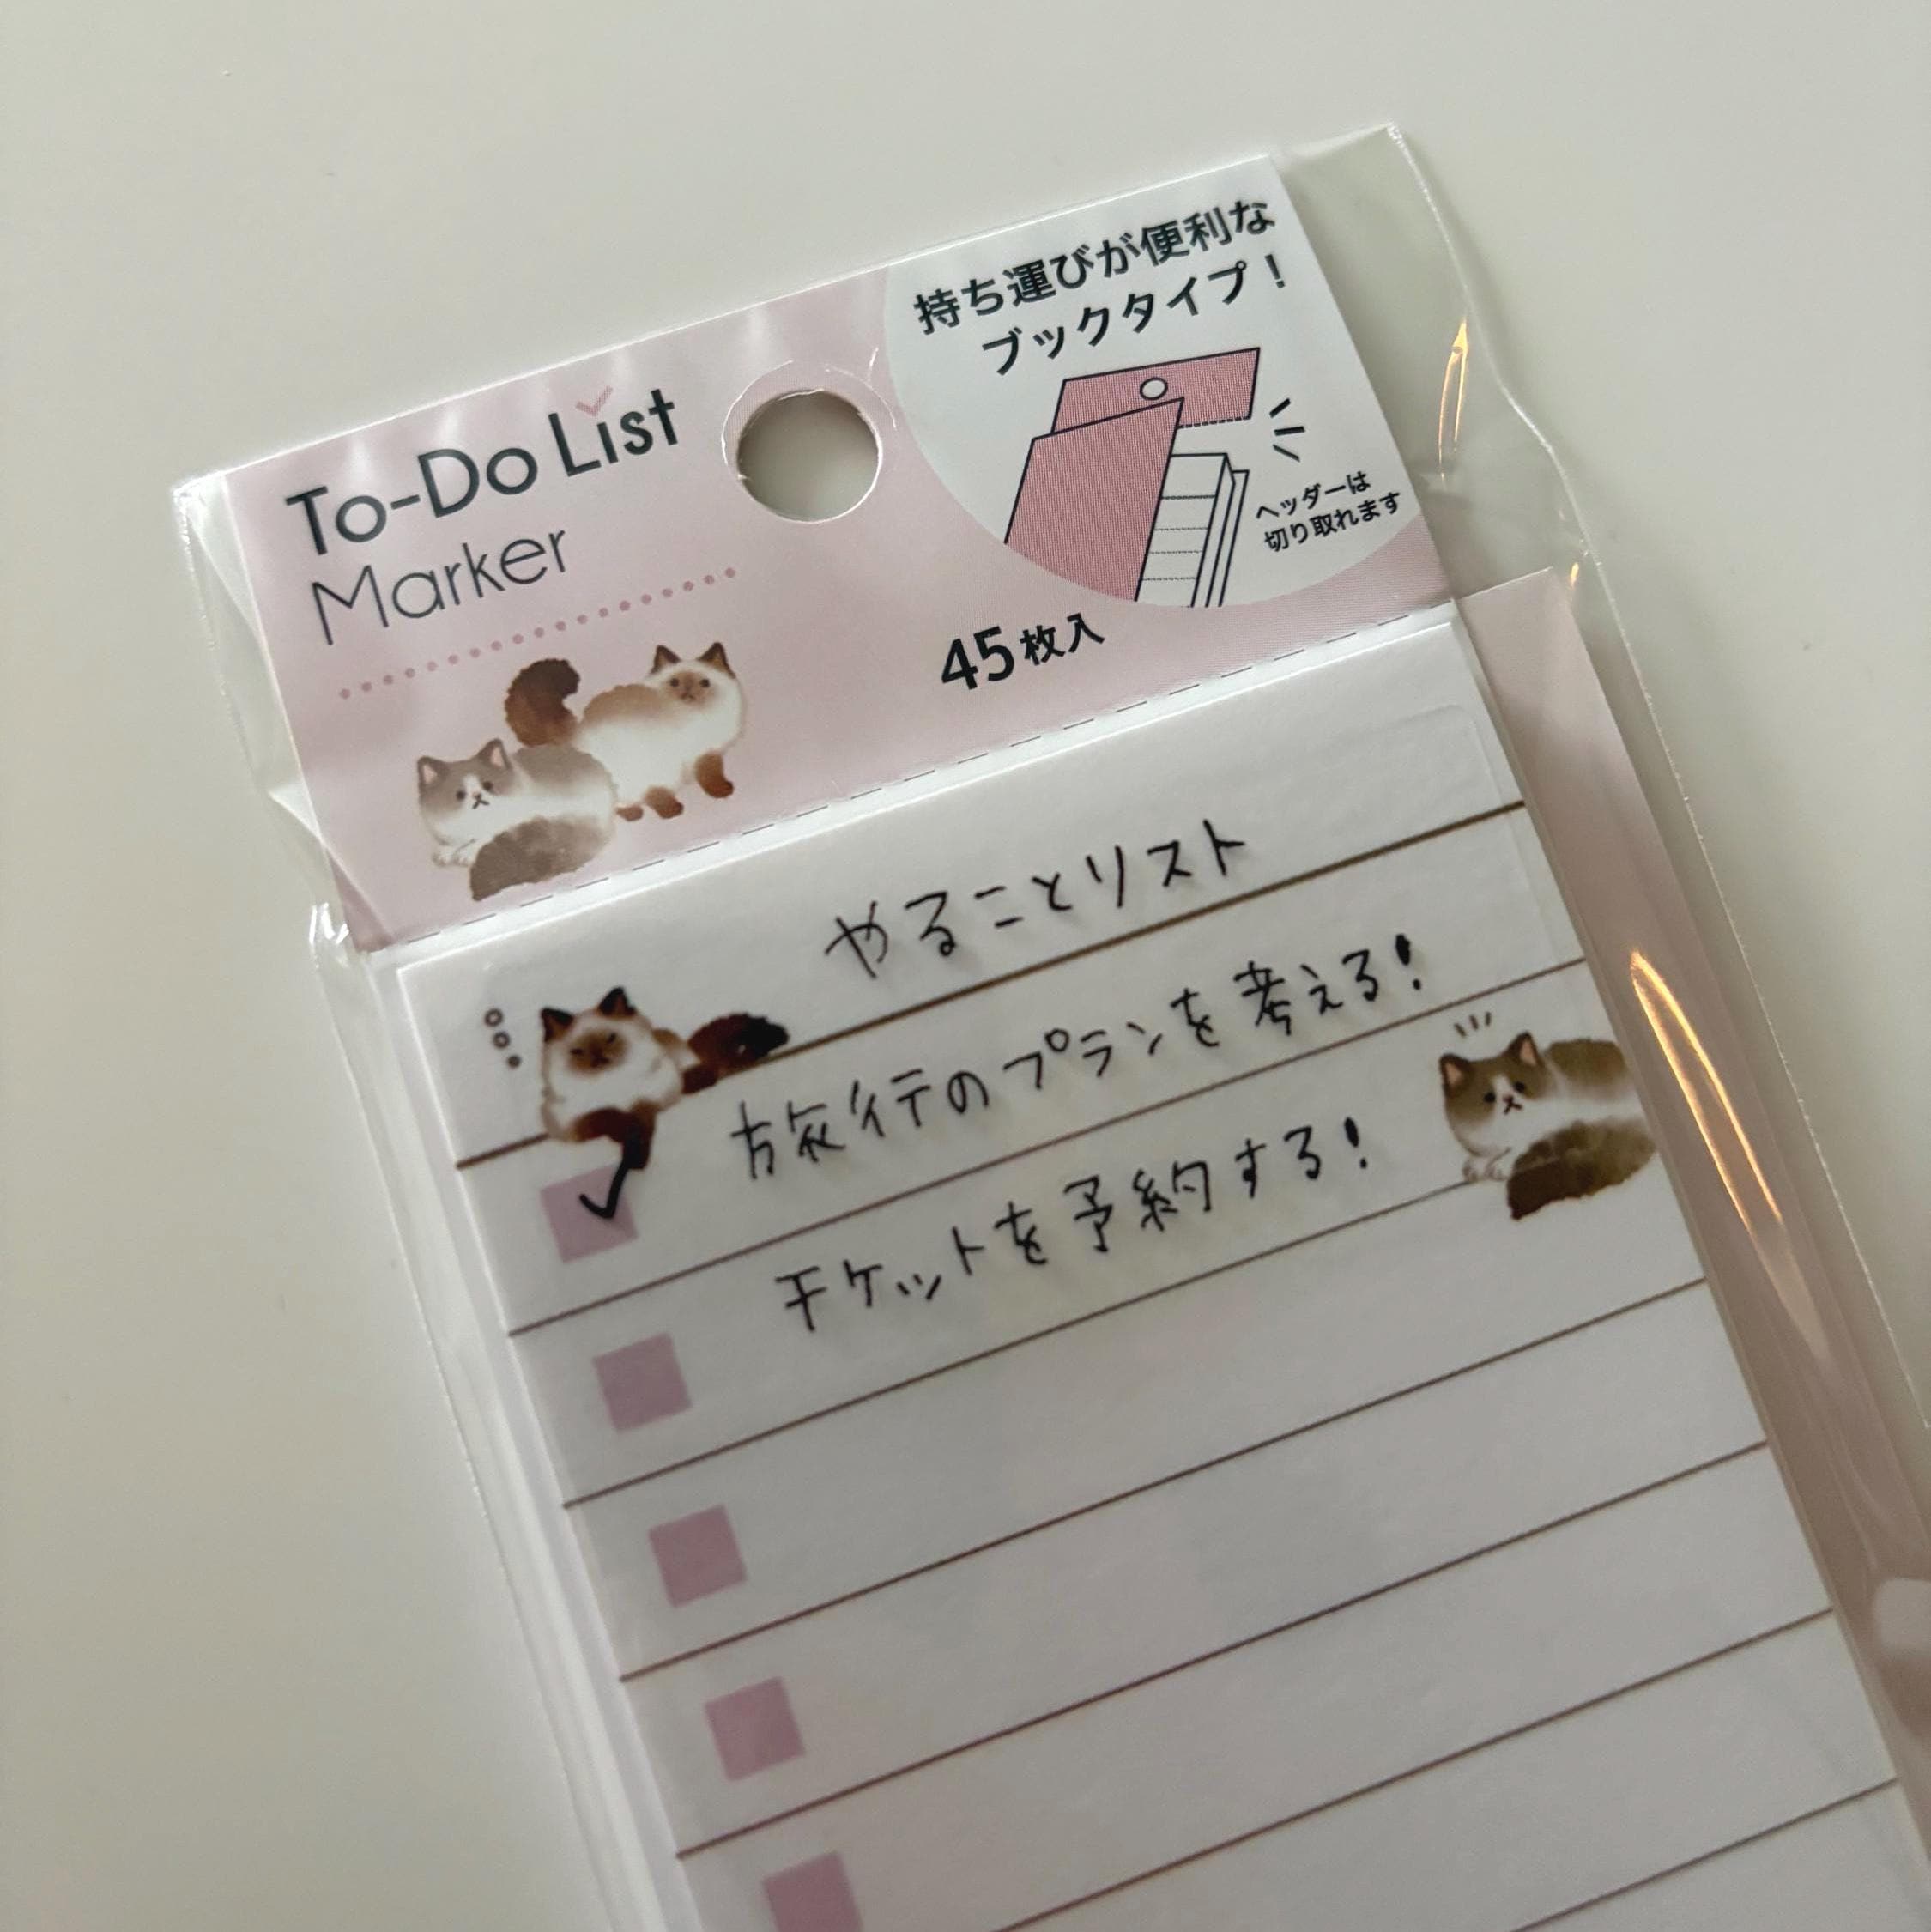 To-Do List
Marker
持ち運びが便利な
ブックタイプ!
ヘッダーは
切り取れます
45枚入
やることリスト
旅行のプランを考える!
チケットを予約する!